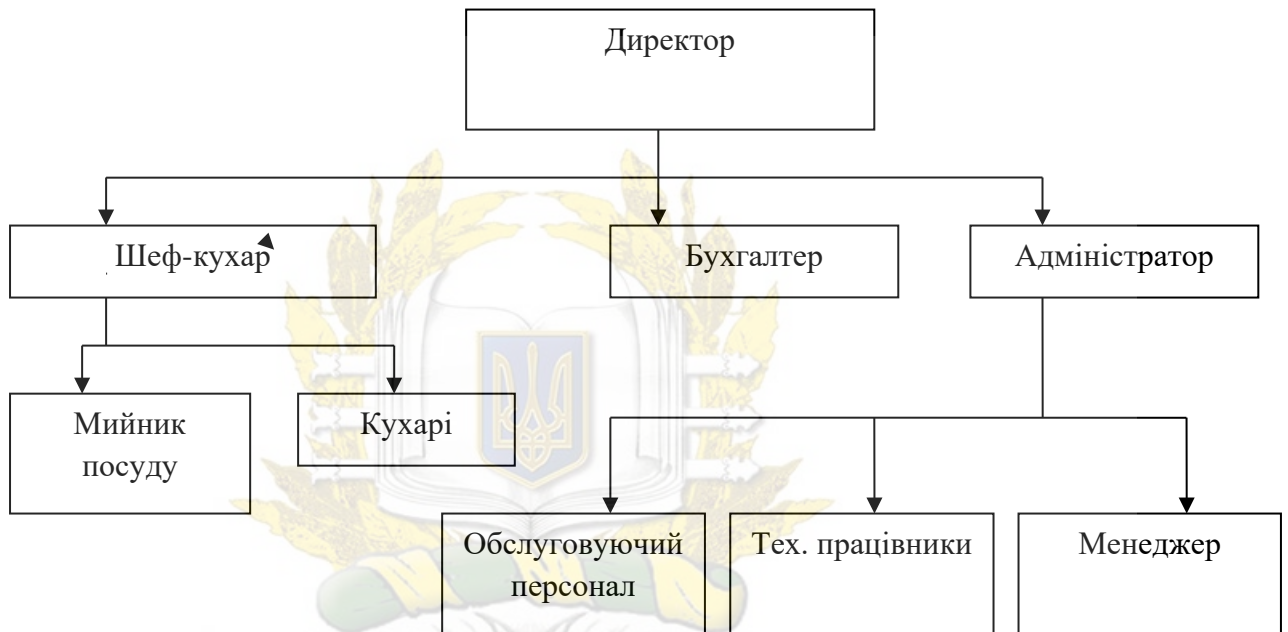 Директор
Шеф-кухар
Бухгалтер
Адміністратор
Мийник
посуду
Кухарі
Обслуговуючий
персонал
Тех. працівники
Менеджер